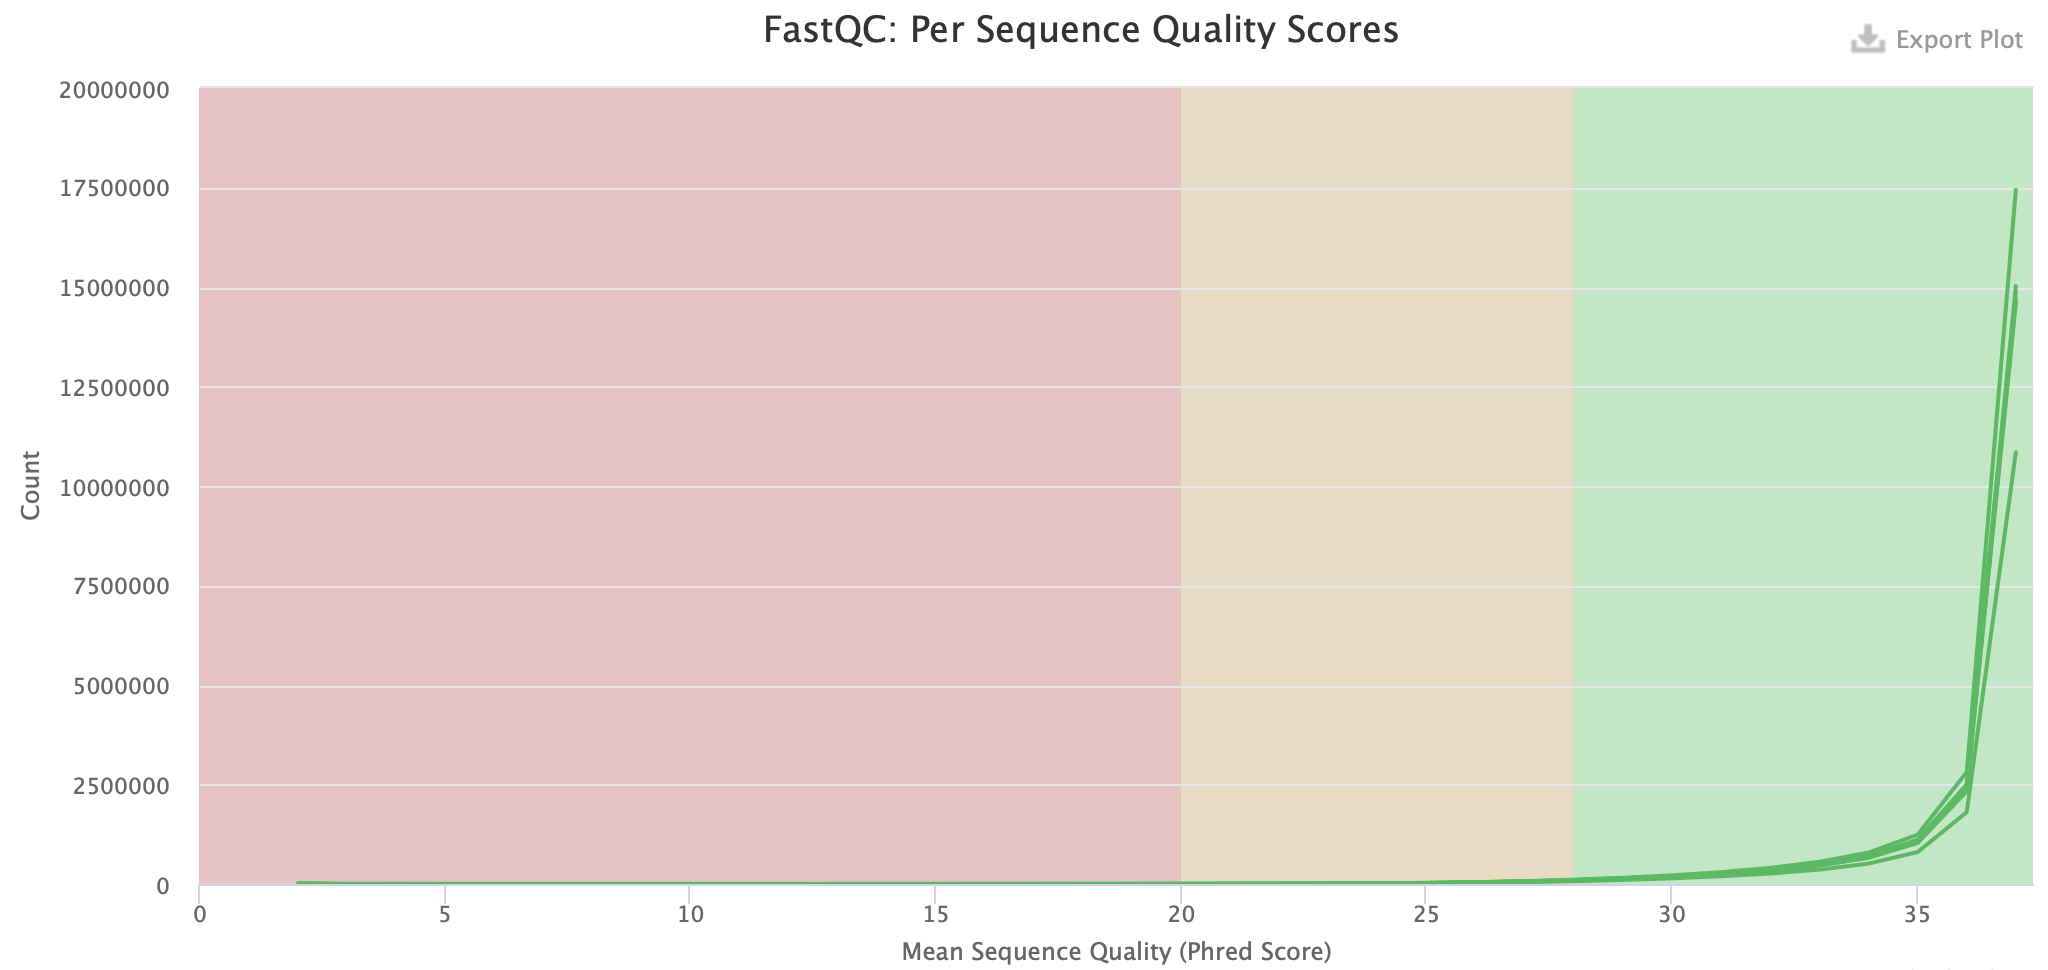 FastQC: Per Sequence Quality Scores
Export Plot
20000000
17500000
15000000
12500000
10000000
7500000
5000000
2500000
0
Count
0 5 10 15 20 25 30 35
Mean Sequence Quality (Phred Score)